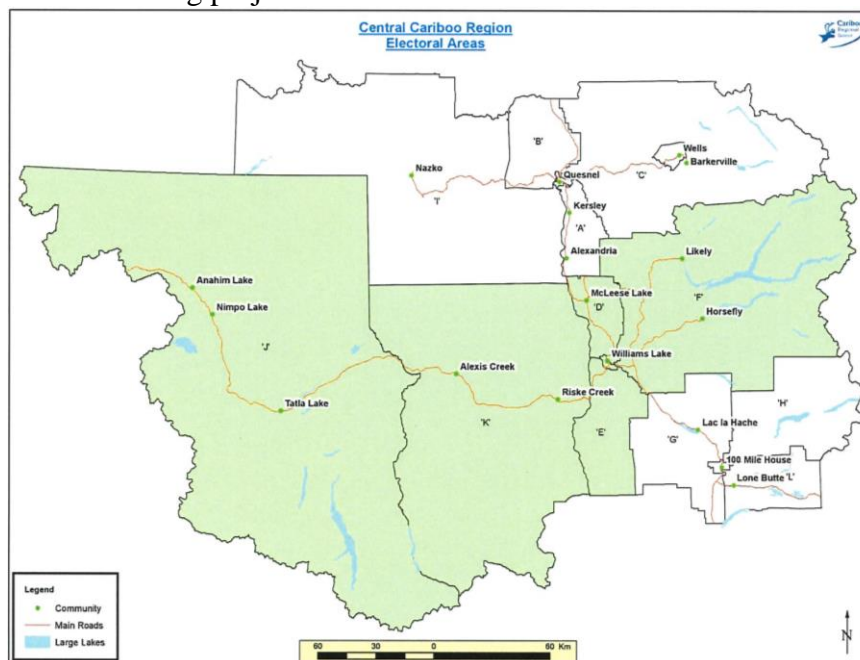 Central Cariboo Region
Electoral Areas
Cariboo
Regional
'B'
Wells
Barkerville
Nazko
Quesnel
'C'
'I'
Kersley
'A'
Alexandria
Likely
Anahim Lake
McLeese Lake
'F'
'D'
Nimpo Lake
Horsefly
'J'
Williams Lake
Alexis Creek
Riske Creek
Tatla Lake
'H'
Lac la Hache
'K'
'E'
'G'
100 Mile House
Lone Butte 'L'
Legend
Community
Main Roads
Large Lakes
60 30 0 60 Km
N